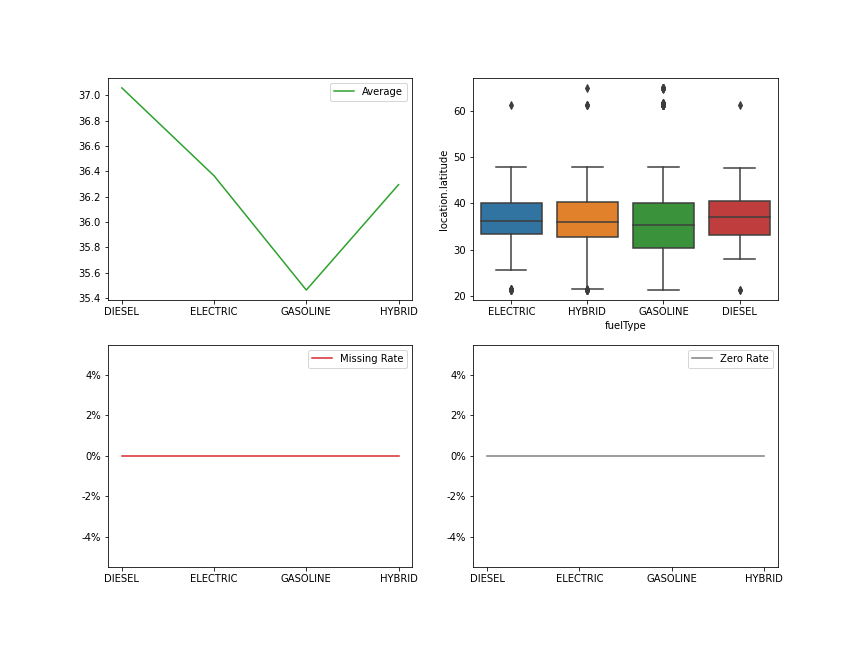 Average
37.0
36.8
36.6
36.4
36.2
36.0
35.8
35.6
35.4
DIESEL ELECTRIC GASOLINE HYBRID
location.latitude
60
50
40
30
20
ELECTRIC HYBRID GASOLINE DIESEL
fuelType
Missing Rate
4%
2%
0%
-2%
-4%
DIESEL ELECTRIC GASOLINE HYBRID
Zero Rate
4%
2%
0%
-2%
-4%
DIESEL ELECTRIC GASOLINE HYBRID